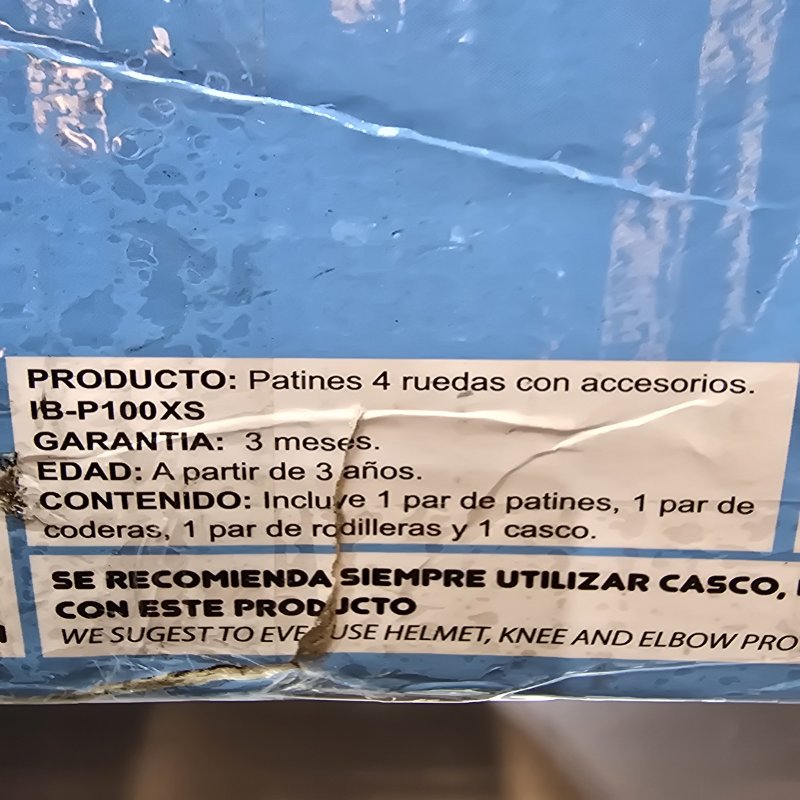 PRODUCTO: Patines 4 ruedas con accesorios.
IB-P100XS
GARANTIA: 3 meses.
EDAD: A partir de 3 años.
CONTENIDO: Incluye 1 par de patines, 1 par de
coderas, 1 par de rodilleras y 1 casco.
SE RECOMIENDA SIEMPRE UTILIZAR CASCO,
CON ESTE PRODUCTO
WE SUGEST TO EVER USE HELMET, KNEE AND ELBOW PRO